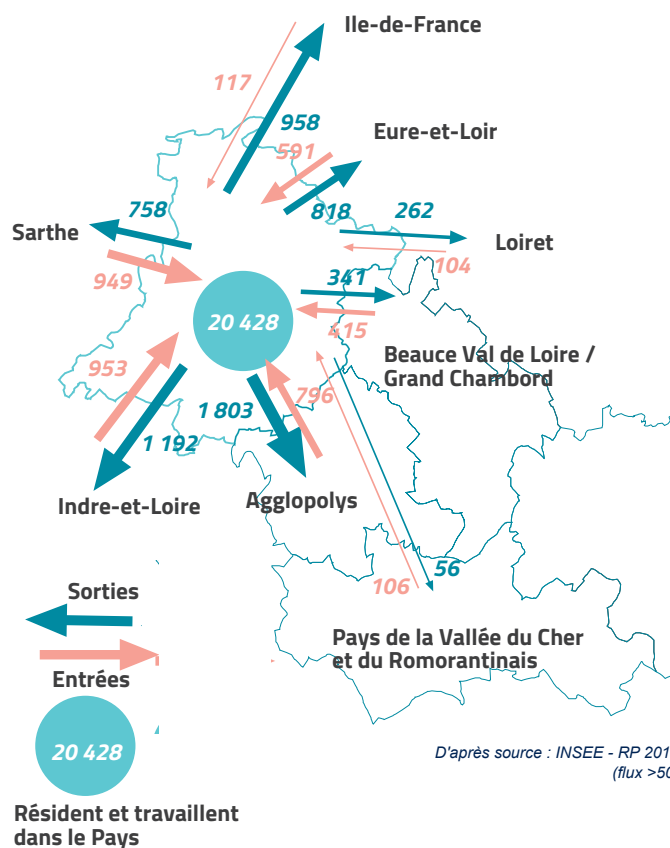 Ile-de-France
117
958
Eure-et-Loir
591
818
262
758
Sarthe
Loiret
104
949
341
20 428
415
Beauce Val de Loire /
Grand Chambord
953
796
1 803
1 192
Indre-et-Loire
Agglopolys
56
106
Sorties
Pays de la Vallée du Cher
et du Romorantinais
Entrées
20 428
D'après source : INSEE - RP 201
(flux >50
Résident et travaillent
dans le Pays